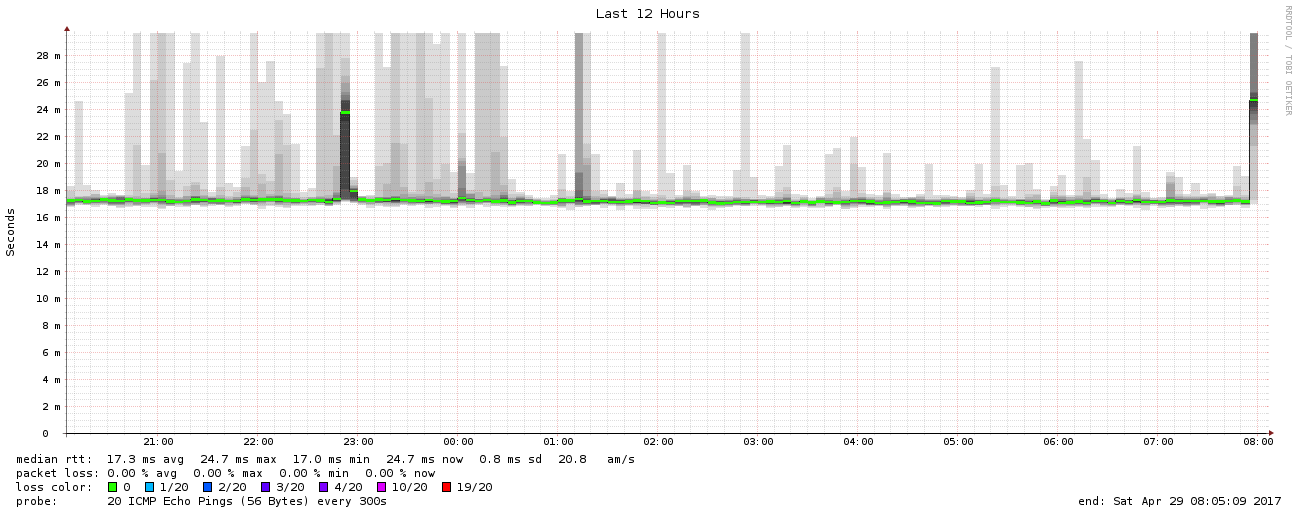 Last 12 Hours
RRDTOOL / TOBI OETIKER
Seconds
28 m
26 m
24 m
22 m
20 m
18 m
16 m
14 m
12 m
10 m
8 m
6 m
4 m
2 m
0
21:00 22:00 23:00 00:00 01:00 02:00 03:00 04:00 05:00 06:00 07:00 08:00
median rtt: 17.3 ms avg 24.7 ms max 17.0 ms min 24.7 ms now 0.8 ms sd 20.8 am/s
packet loss: 0.00 % avg 0.00 % max 0.00 % min 0.00 % now
loss color: 0 1/20 2/20 3/20 4/20 10/20 19/20
probe: 20 ICMP Echo Pings (56 Bytes) every 300s end: Sat Apr 29 08:05:09 2017